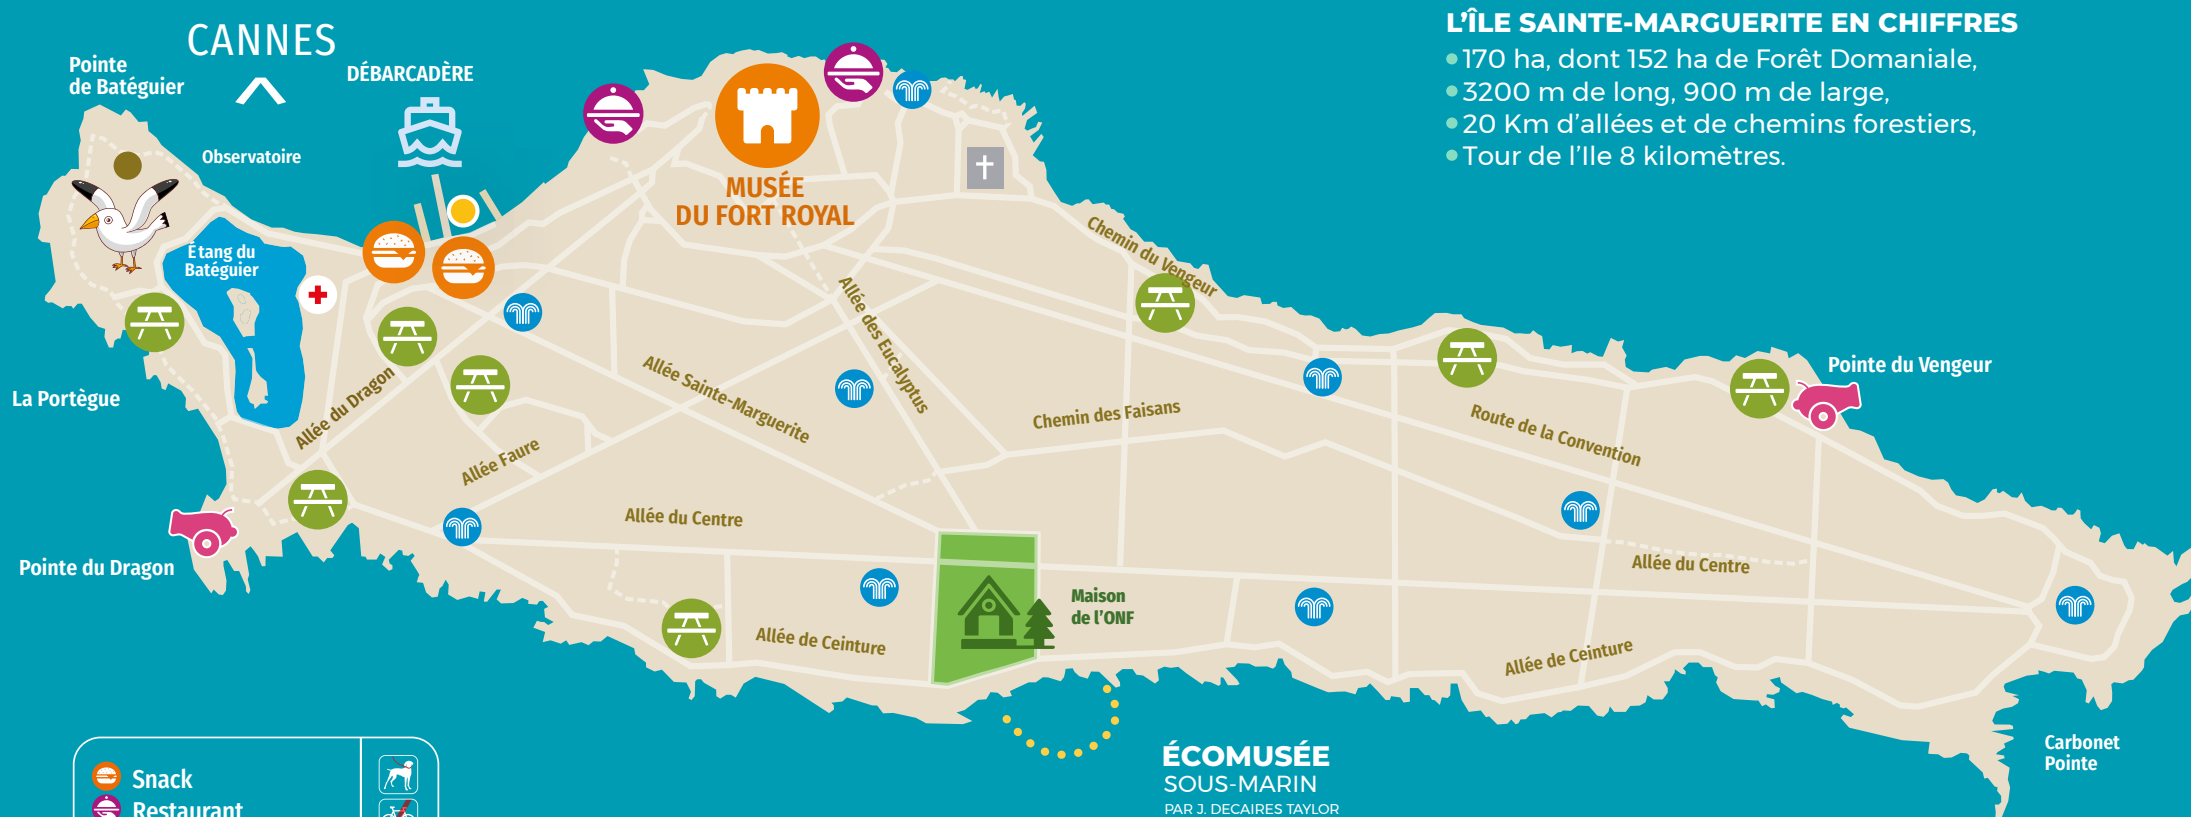 CANNES
Pointe
de Batéguier
DÉBARCADÈRE
Observatoire
L'ÎLE SAINTE-MARGUERITE EN CHIFFRES
170 ha, dont 152 ha de Forêt Domaniale,
3200 m de long, 900 m de large,
20 Km d'allées et de chemins forestiers,
Tour de l'Ile 8 kilomètres.
MUSÉE
DU FORT ROYAL
Étang du
Batéguier
Chemin du Vengeur
Allée des Eucalyptus
La Portègue
Allée du Dragon
Allée Sainte-Marguerite
Allée Faure
Chemin des Faisans
Route de la Convention
Pointe du Vengeur
Allée du Centre
Allée du Centre
Pointe du Dragon
Maison
de l'ONF
Allée de Ceinture
Allée de Ceinture
Carbonet
Pointe
ÉCOMUSÉE
SOUS-MARIN
PAR J. DECAIRES TAYLOR
Snack
Restaurant